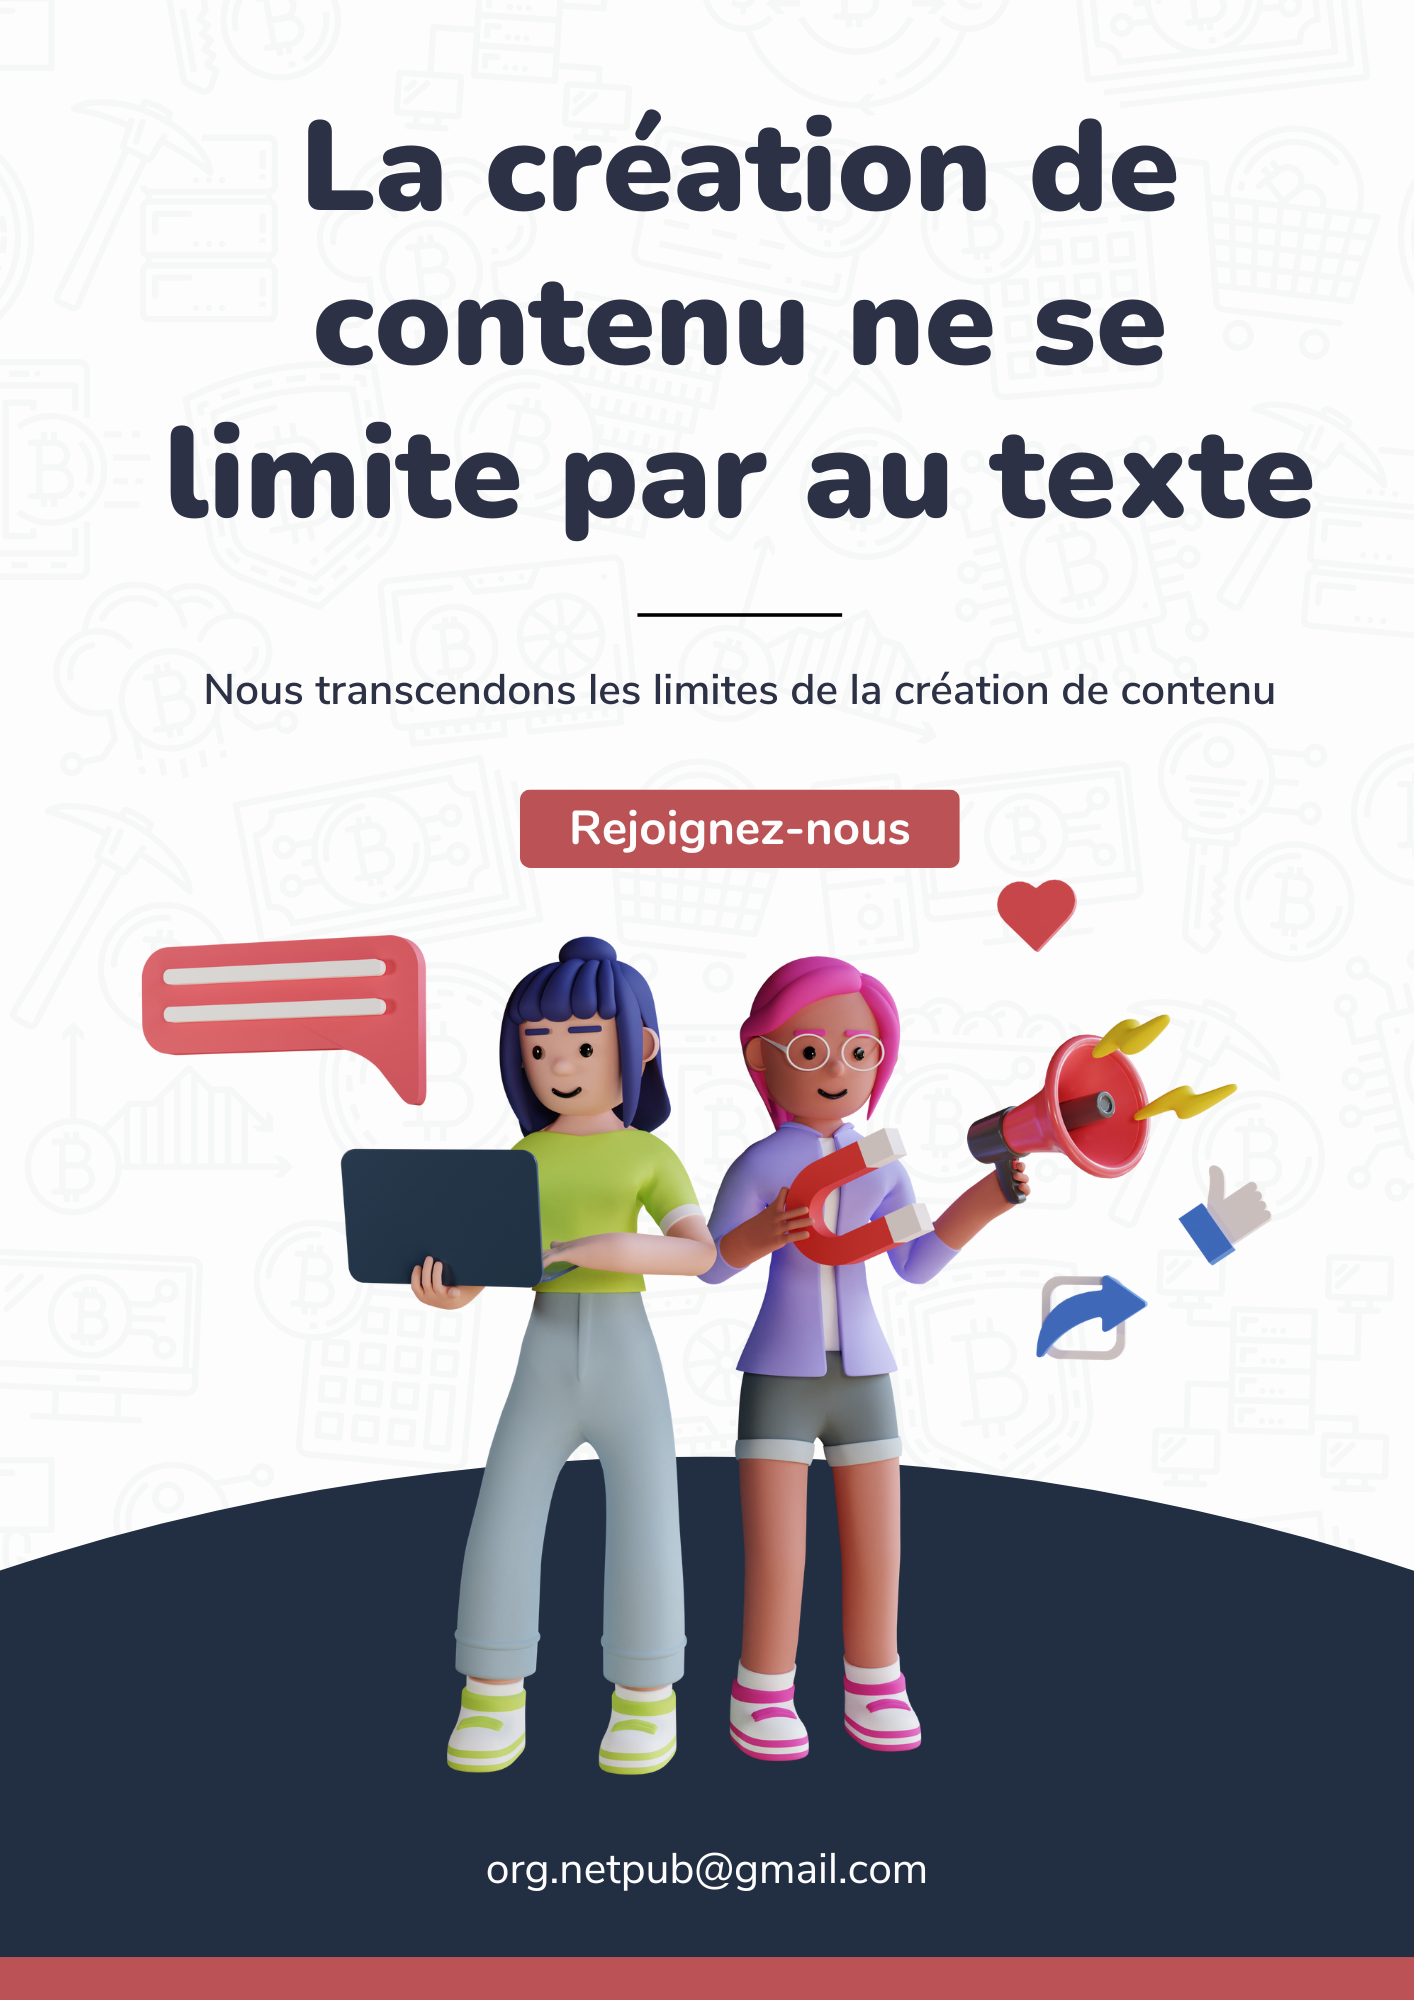 La création de
contenu ne se
limite par au texte
Nous transcendons les limites de la création de contenu
Rejoignez-nous
org.netpub@gmail.com